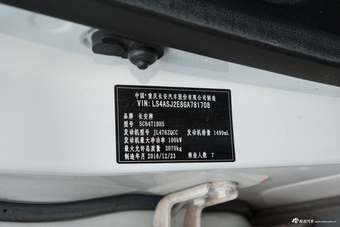 中国·重庆长安汽车股份有限公司制造
VIN: LS4ASJ2E8GA781708
品牌 长安牌
型号 SC6471BH5
发动机型号 JL476ZQCC 发动机排量 1499mL
发动机最大净功率 100kW
最大允许总质量 2070kg
制造年月 2016/12/23 乘坐人数 7